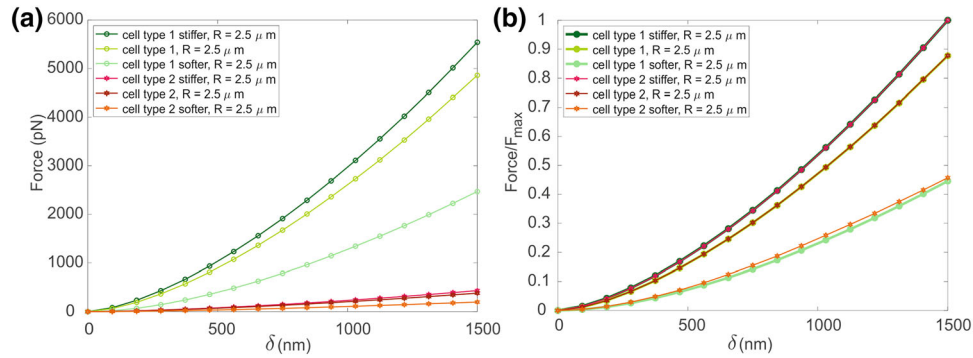 (a)
6000
5000
4000
3000
2000
1000
0
Force (pN)
cell type 1 stiffer, R = 2.5 μ m
cell type 1, R = 2.5 μ m
cell type 1 softer, R = 2.5 μ m
cell type 2 stiffer, R = 2.5 μ m
cell type 2, R = 2.5 μ m
cell type 2 softer, R = 2.5 μ m
0 500 1000 1500
δ (nm)
(b)
1
0.9
0.8
0.7
0.6
0.5
0.4
0.3
0.2
0.1
0
Force/Fmax
cell type 1 stiffer, R = 2.5 μ m
cell type 1, R = 2.5 μ m
cell type 1 softer, R = 2.5 μ m
cell type 2 stiffer, R = 2.5 μ m
cell type 2, R = 2.5 μ m
cell type 2 softer, R = 2.5 μ m
0 500 1000 1500
δ (nm)